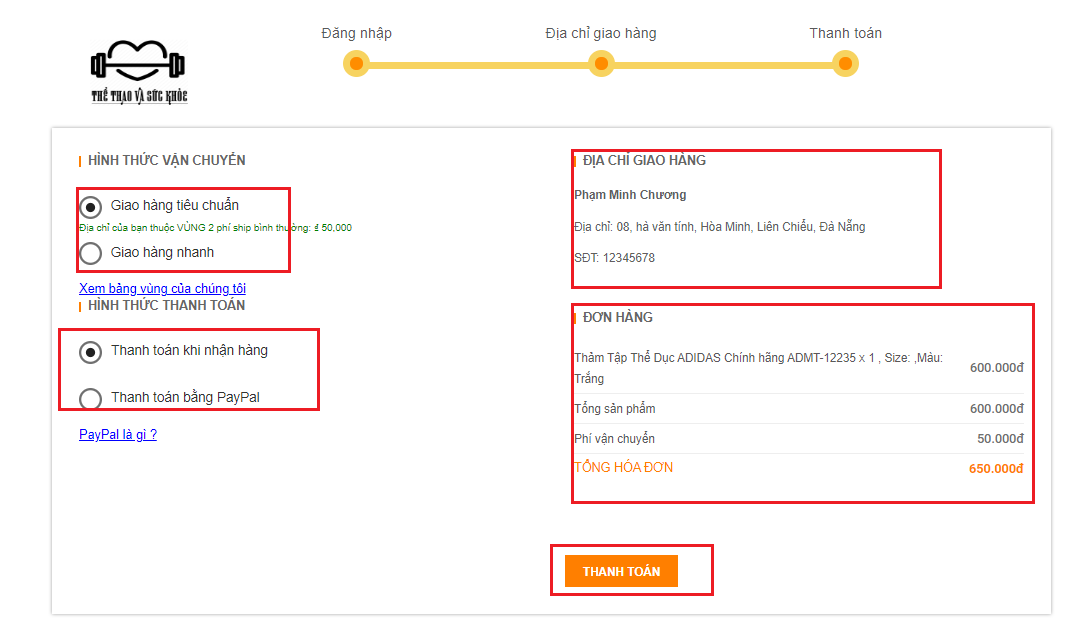 Đăng nhập
Địa chỉ giao hàng
Thanh toán
THỂ THAO VÀ SỨC KHỎE
HÌNH THỨC VẬN CHUYỂN
Giao hàng tiêu chuẩn
Địa chỉ của bạn thuộc VÙNG 2 phí ship bình thường: ₫ 50,000
Giao hàng nhanh
Xem bảng vùng của chúng tôi
HÌNH THỨC THANH TOÁN
Thanh toán khi nhận hàng
Thanh toán bằng PayPal
PayPal là gì ?
ĐỊA CHỈ GIAO HÀNG
Phạm Minh Chương
Địa chỉ: 08, hà văn tính, Hòa Minh, Liên Chiểu, Đà Nẵng
SĐT: 12345678
ĐƠN HÀNG
Thảm Tập Thể Dục ADIDAS Chính hãng ADMT-12235 x 1 , Size: ,Màu:
Trắng
600.000đ
Tổng sản phẩm 600.000đ
Phí vận chuyển 50.000đ
TỔNG HÓA ĐƠN 650.000đ
THANH TOÁN